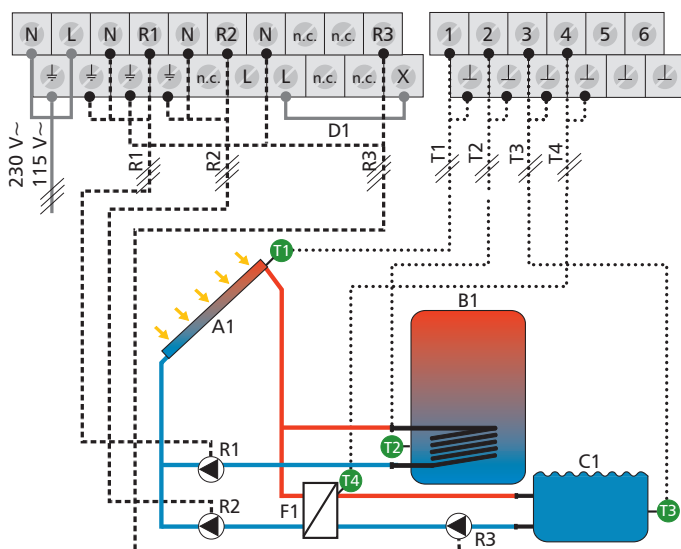 N L N R1 N R2 N n.c. n.c. R3 1 2 3 4 5 6
n.c. L L n.c. n.c. X
D1
230 V~
115 V~
R1
R2
R3
T1
T2
T3
T4
T1
A1
B1
T2
R1
C1
T4
F1
R2
R3
T3